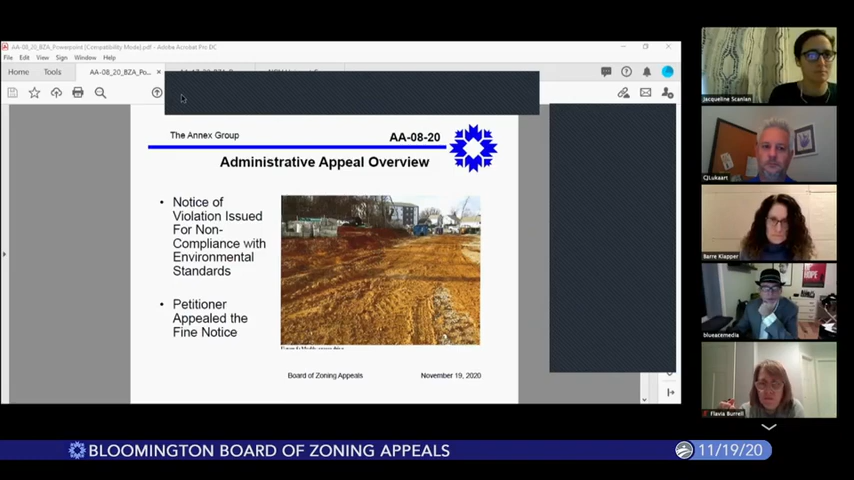 AA-08_20_BZA_Powerpoint [Compatibility Mode].pdf - Adobe Acrobat Pro DC
File Edit View Sign Window Help
Home Tools AA-08_20_BZA_Po... ×
The Annex Group
AA-08-20
Administrative Appeal Overview
• Notice of
Violation Issued
For Non-
Compliance with
Environmental
Standards
• Petitioner
Appealed the
Fine Notice
Board of Zoning Appeals November 19, 2020
Jacqueline Scanlan
CJLukaart
Barre Klapper
HOPE
blueacemedia
Flavia Burrell
BLOOMINGTON BOARD OF ZONING APPEALS
11/19/20